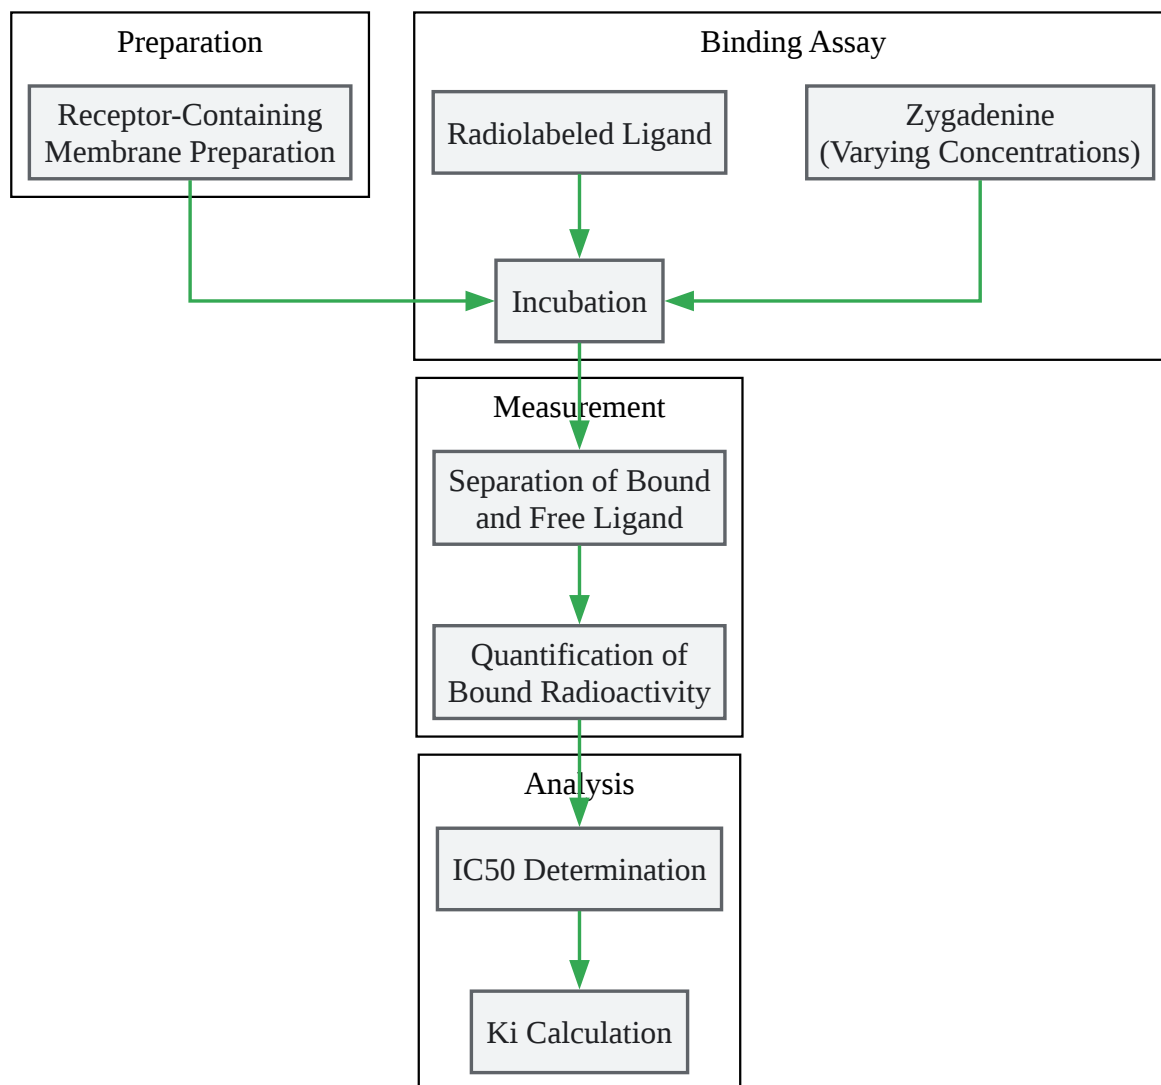 Preparation
Receptor-Containing
Membrane Preparation
Binding Assay
Radiolabeled Ligand
Zygadenine
(Varying Concentrations)
Incubation
Measurement
Separation of Bound
and Free Ligand
Quantification of
Bound Radioactivity
Analysis
IC50 Determination
Ki Calculation